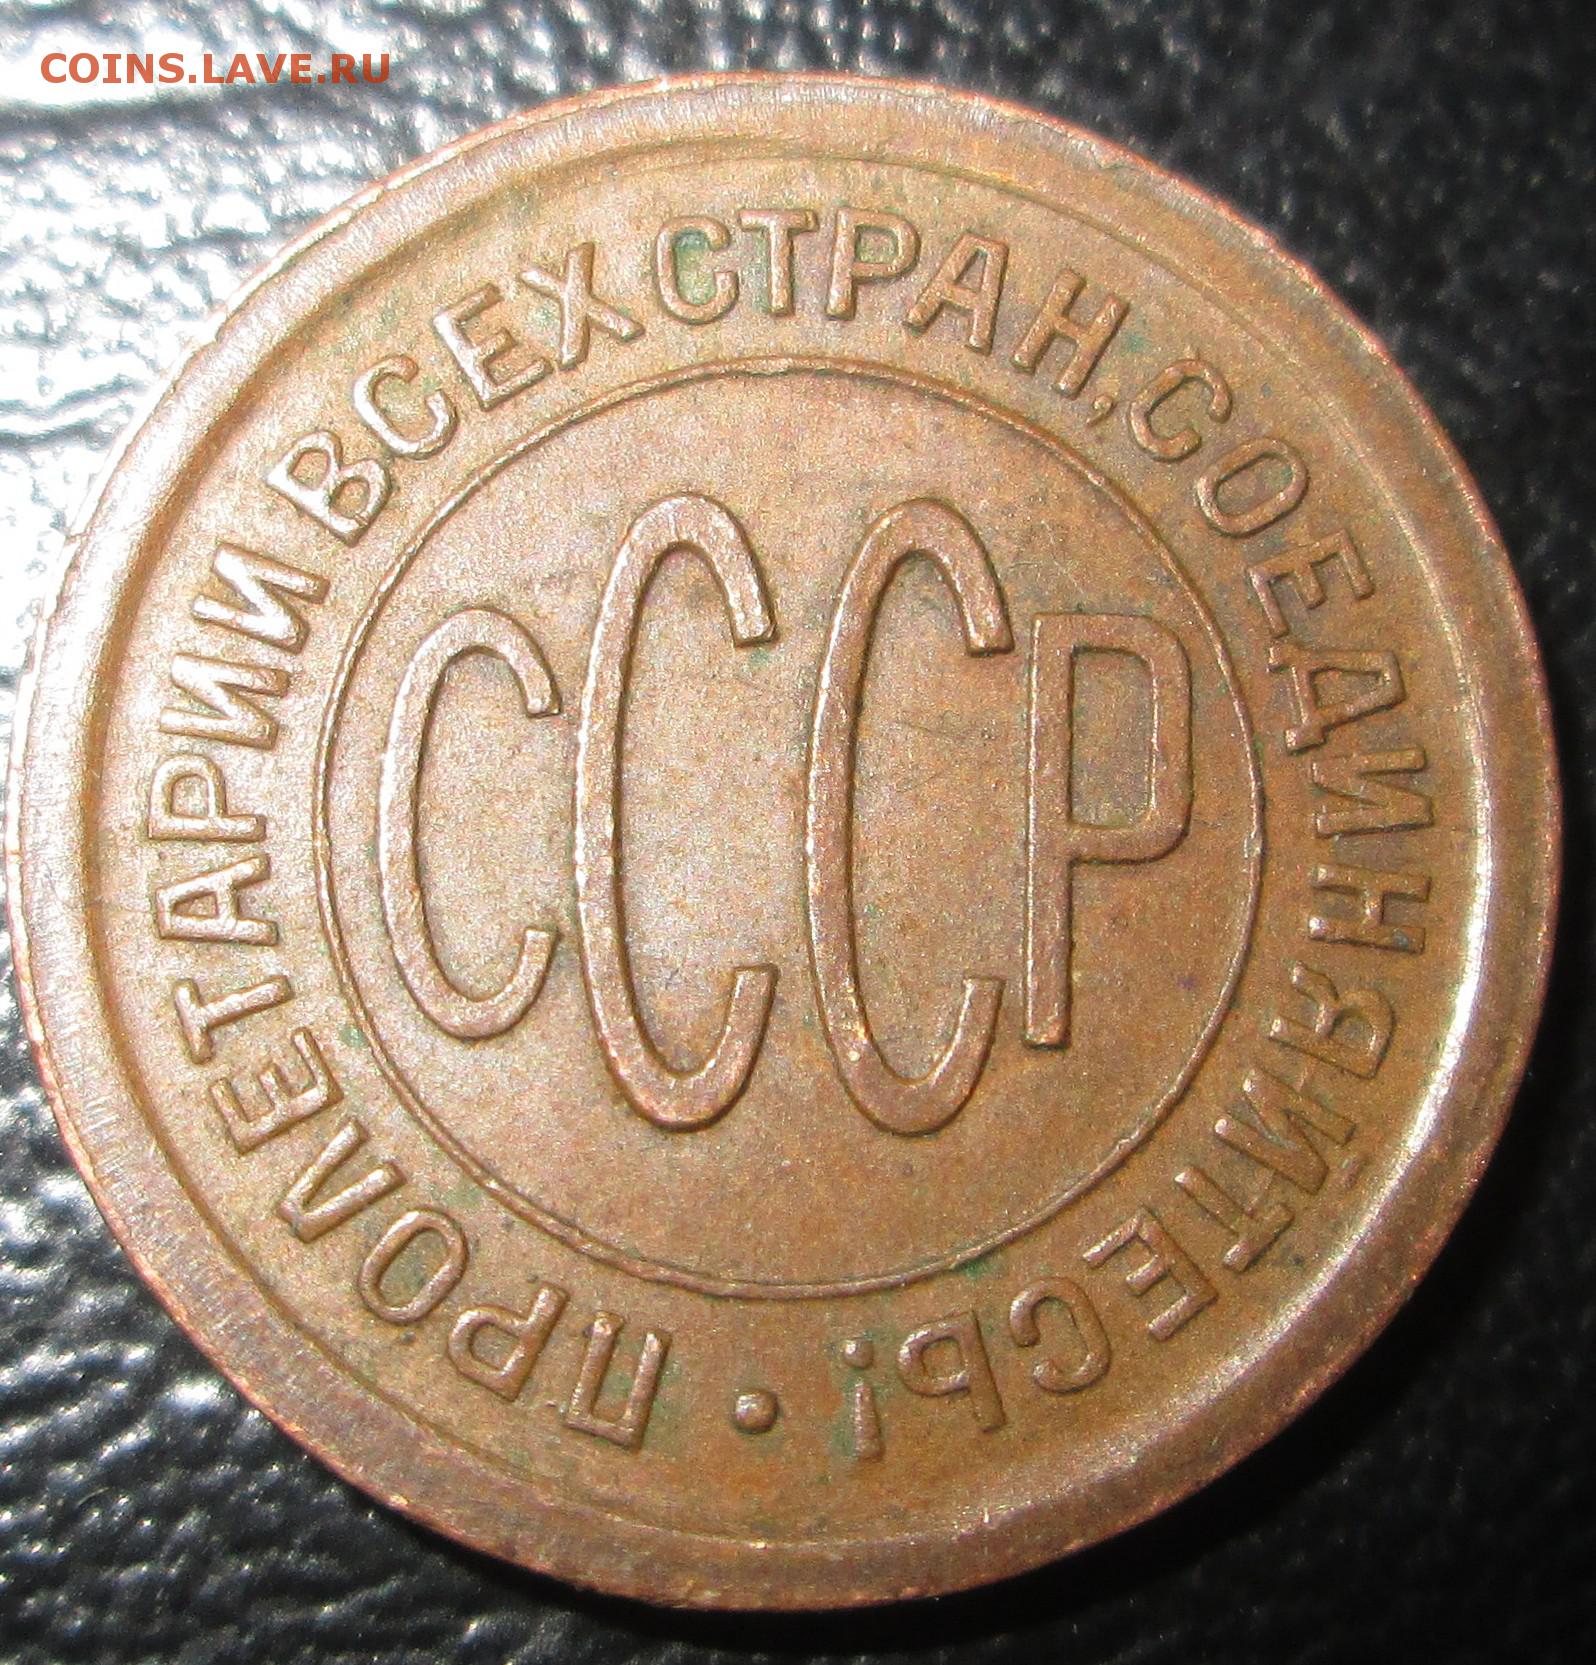 COINS.LAVE.RU
ПРОЛЕТАРИИ ВСЕХ СТРАН, СОЕДИНЯЙТЕСЬ! •
СССР